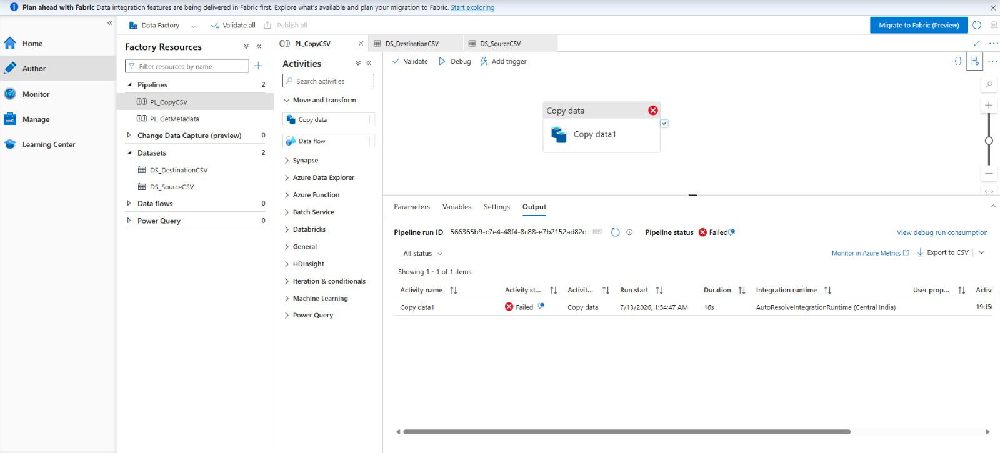 Plan ahead with Fabric Data integration features are being delivered in Fabric first. Explore what's available and plan your migration to Fabric. Start exploring
Data Factory
Validate all
Publish all
Migrate to Fabric (Preview)
Home
Author
Monitor
Manage
Learning Center
Factory Resources
Filter resources by name
Pipelines 2
PL_CopyCSV
PL_GetMetadata
Change Data Capture (preview) 0
Datasets 2
DS_DestinationCSV
DS_SourceCSV
Data flows 0
Power Query 0
PL_CopyCSV
DS_DestinationCSV
DS_SourceCSV
Activities
Search activities
Move and transform
Copy data
Data flow
Synapse
Azure Data Explorer
Azure Function
Batch Service
Databricks
General
HDInsight
Iteration & conditionals
Machine Learning
Power Query
Validate
Debug
Add trigger
{}
Copy data
Copy data1
Parameters Variables Settings Output
Pipeline run ID 566365b9-c7e4-48f4-8c88-e7b2152ad82c Pipeline status Failed View debug run consumption
All status Monitor in Azure Metrics Export to CSV
Showing 1 - 1 of 1 items
Activity name Activity st... Activit... Run start Duration Integration runtime User prop... Activi
Copy data1 Failed Copy data 7/13/2026, 1:54:47 AM 16s AutoResolveIntegrationRuntime (Central India)